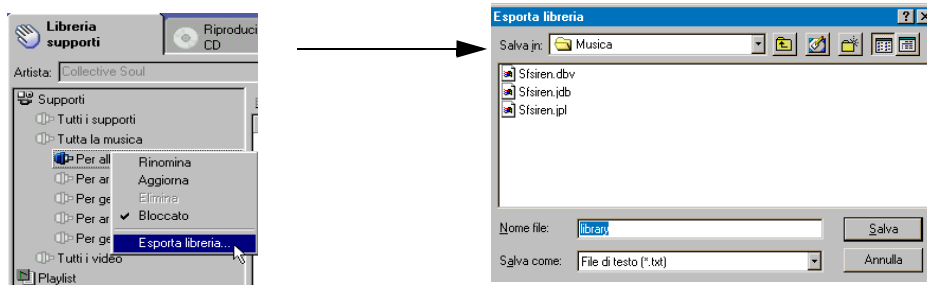 Libreria
supporti
Riproduci
CD
Artista: Collective Soul
Supporti
Tutti i supporti
Tutta la musica
Per all
Per ar
Per ge
Per ar
Per ge
Tutti i video
Playlist
Rinomina
Aggiorna
Elimina
Bloccato
Esporta libreria...
Esporta libreria
Salva in: Musica
Sfsiren.dbv
Sfsiren.jdb
Sfsiren.jpl
Nome file: library
Salva
Salva come: File di testo (*.txt)
Annulla